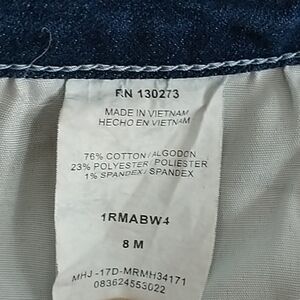 RN 130273
MADE IN VIETNAM
HECHO EN VIETNAM
76% COTTON/ALGODON
23% POLYESTER/POLIESTER
1% SPANDEX/SPANDEX
1RMABW4
8 M
MHJ-17D-MRMH34171
083624553022